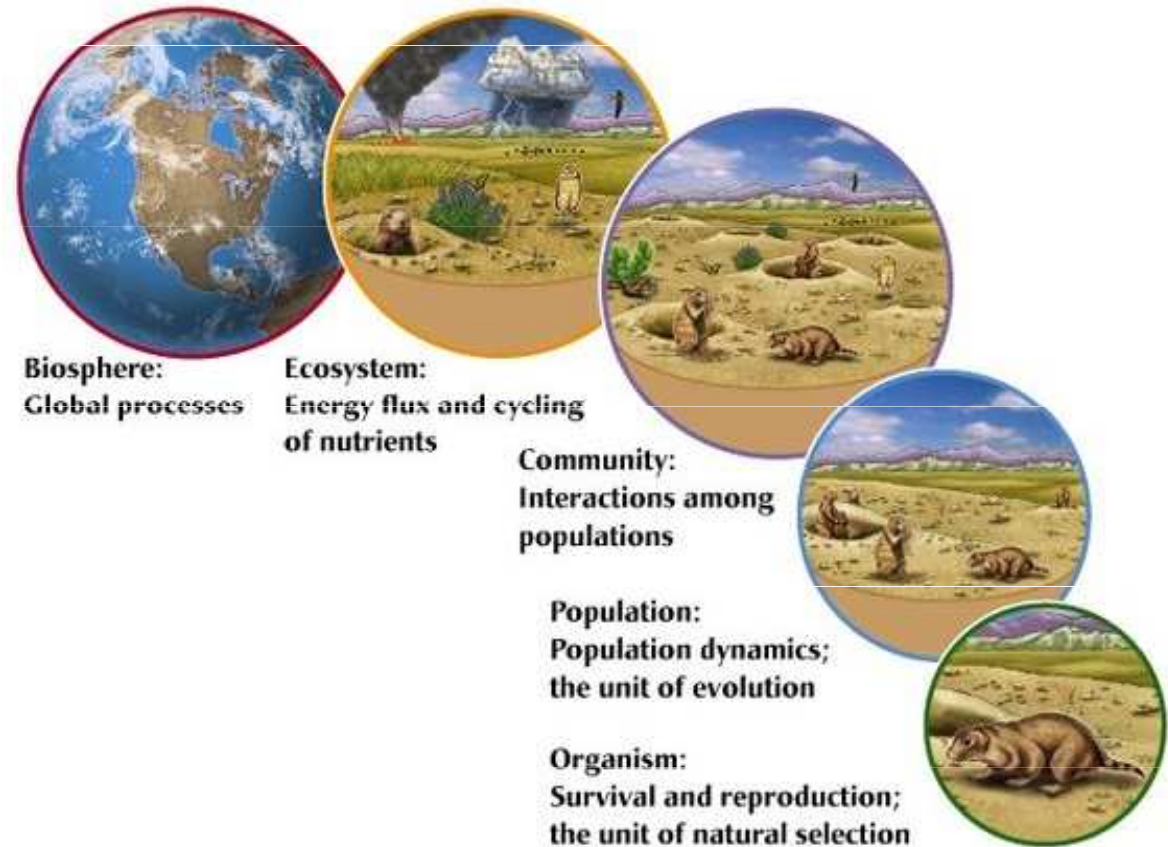 Biosphere:
Global processes
Ecosystem:
Energy flux and cycling
of nutrients
Community:
Interactions among
populations
Population:
Population dynamics;
the unit of evolution
Organism:
Survival and reproduction;
the unit of natural selection